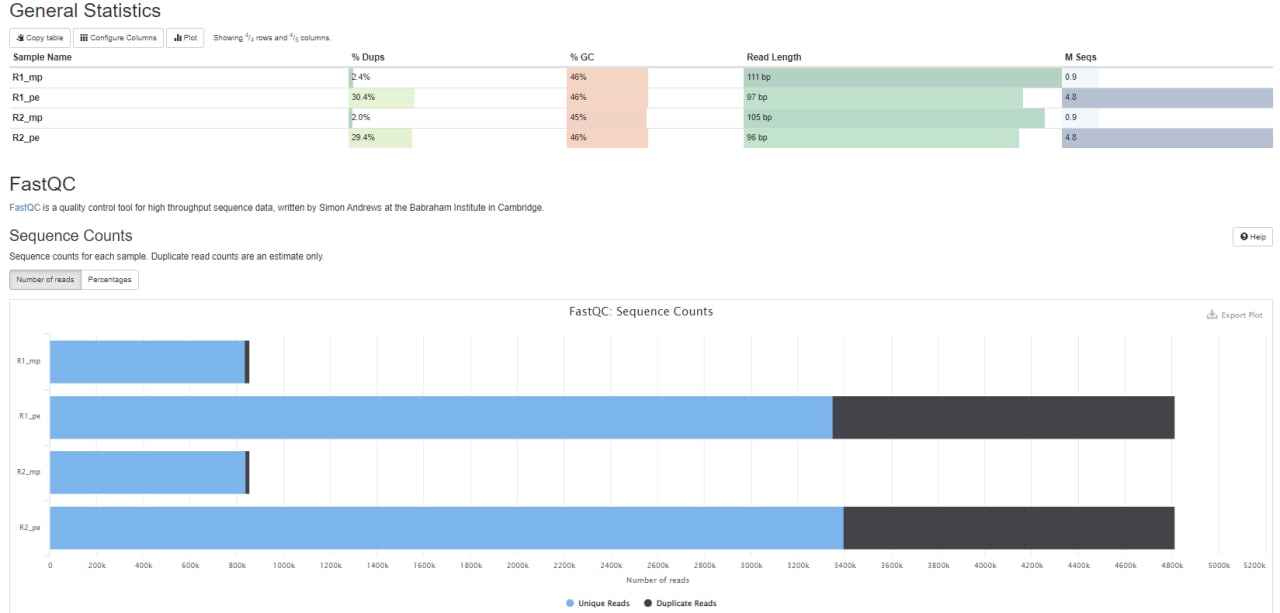 General Statistics
Copy table Configure Columns Plot Showing 4/4 rows and 4/5 columns.
Sample Name % Dups % GC Read Length M Seqs
R1_mp 2.4% 46% 111 bp 0.9
R1_pe 30.4% 46% 97 bp 4.8
R2_mp 2.0% 45% 105 bp 0.9
R2_pe 29.4% 46% 96 bp 4.8
FastQC
FastQC is a quality control tool for high throughput sequence data, written by Simon Andrews at the Babraham Institute in Cambridge.
Sequence Counts
Help
Sequence counts for each sample. Duplicate read counts are an estimate only.
Number of reads Percentages
FastQC: Sequence Counts
Export Plot
R1_mp
R1_pe
R2_mp
R2_pe
0 200k 400k 600k 800k 1000k 1200k 1400k 1600k 1800k 2000k 2200k 2400k 2600k 2800k 3000k 3200k 3400k 3600k 3800k 4000k 4200k 4400k 4600k 4800k 5000k 5200k
Number of reads
Unique Reads Duplicate Reads